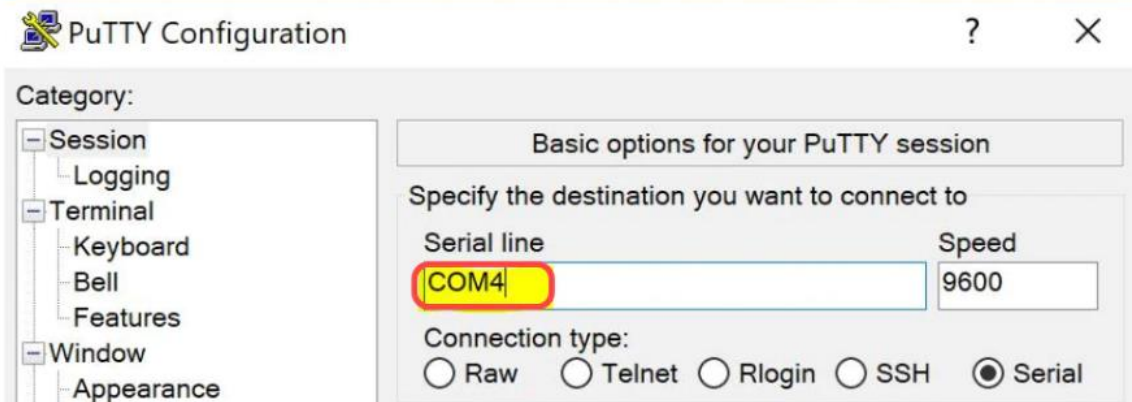 PuTTY Configuration ? ×
Category:
Session
Logging
Terminal
Keyboard
Bell
Features
Window
Appearance
Basic options for your PuTTY session
Specify the destination you want to connect to
Serial line Speed
COM4 9600
Connection type:
Raw Telnet Rlogin SSH Serial